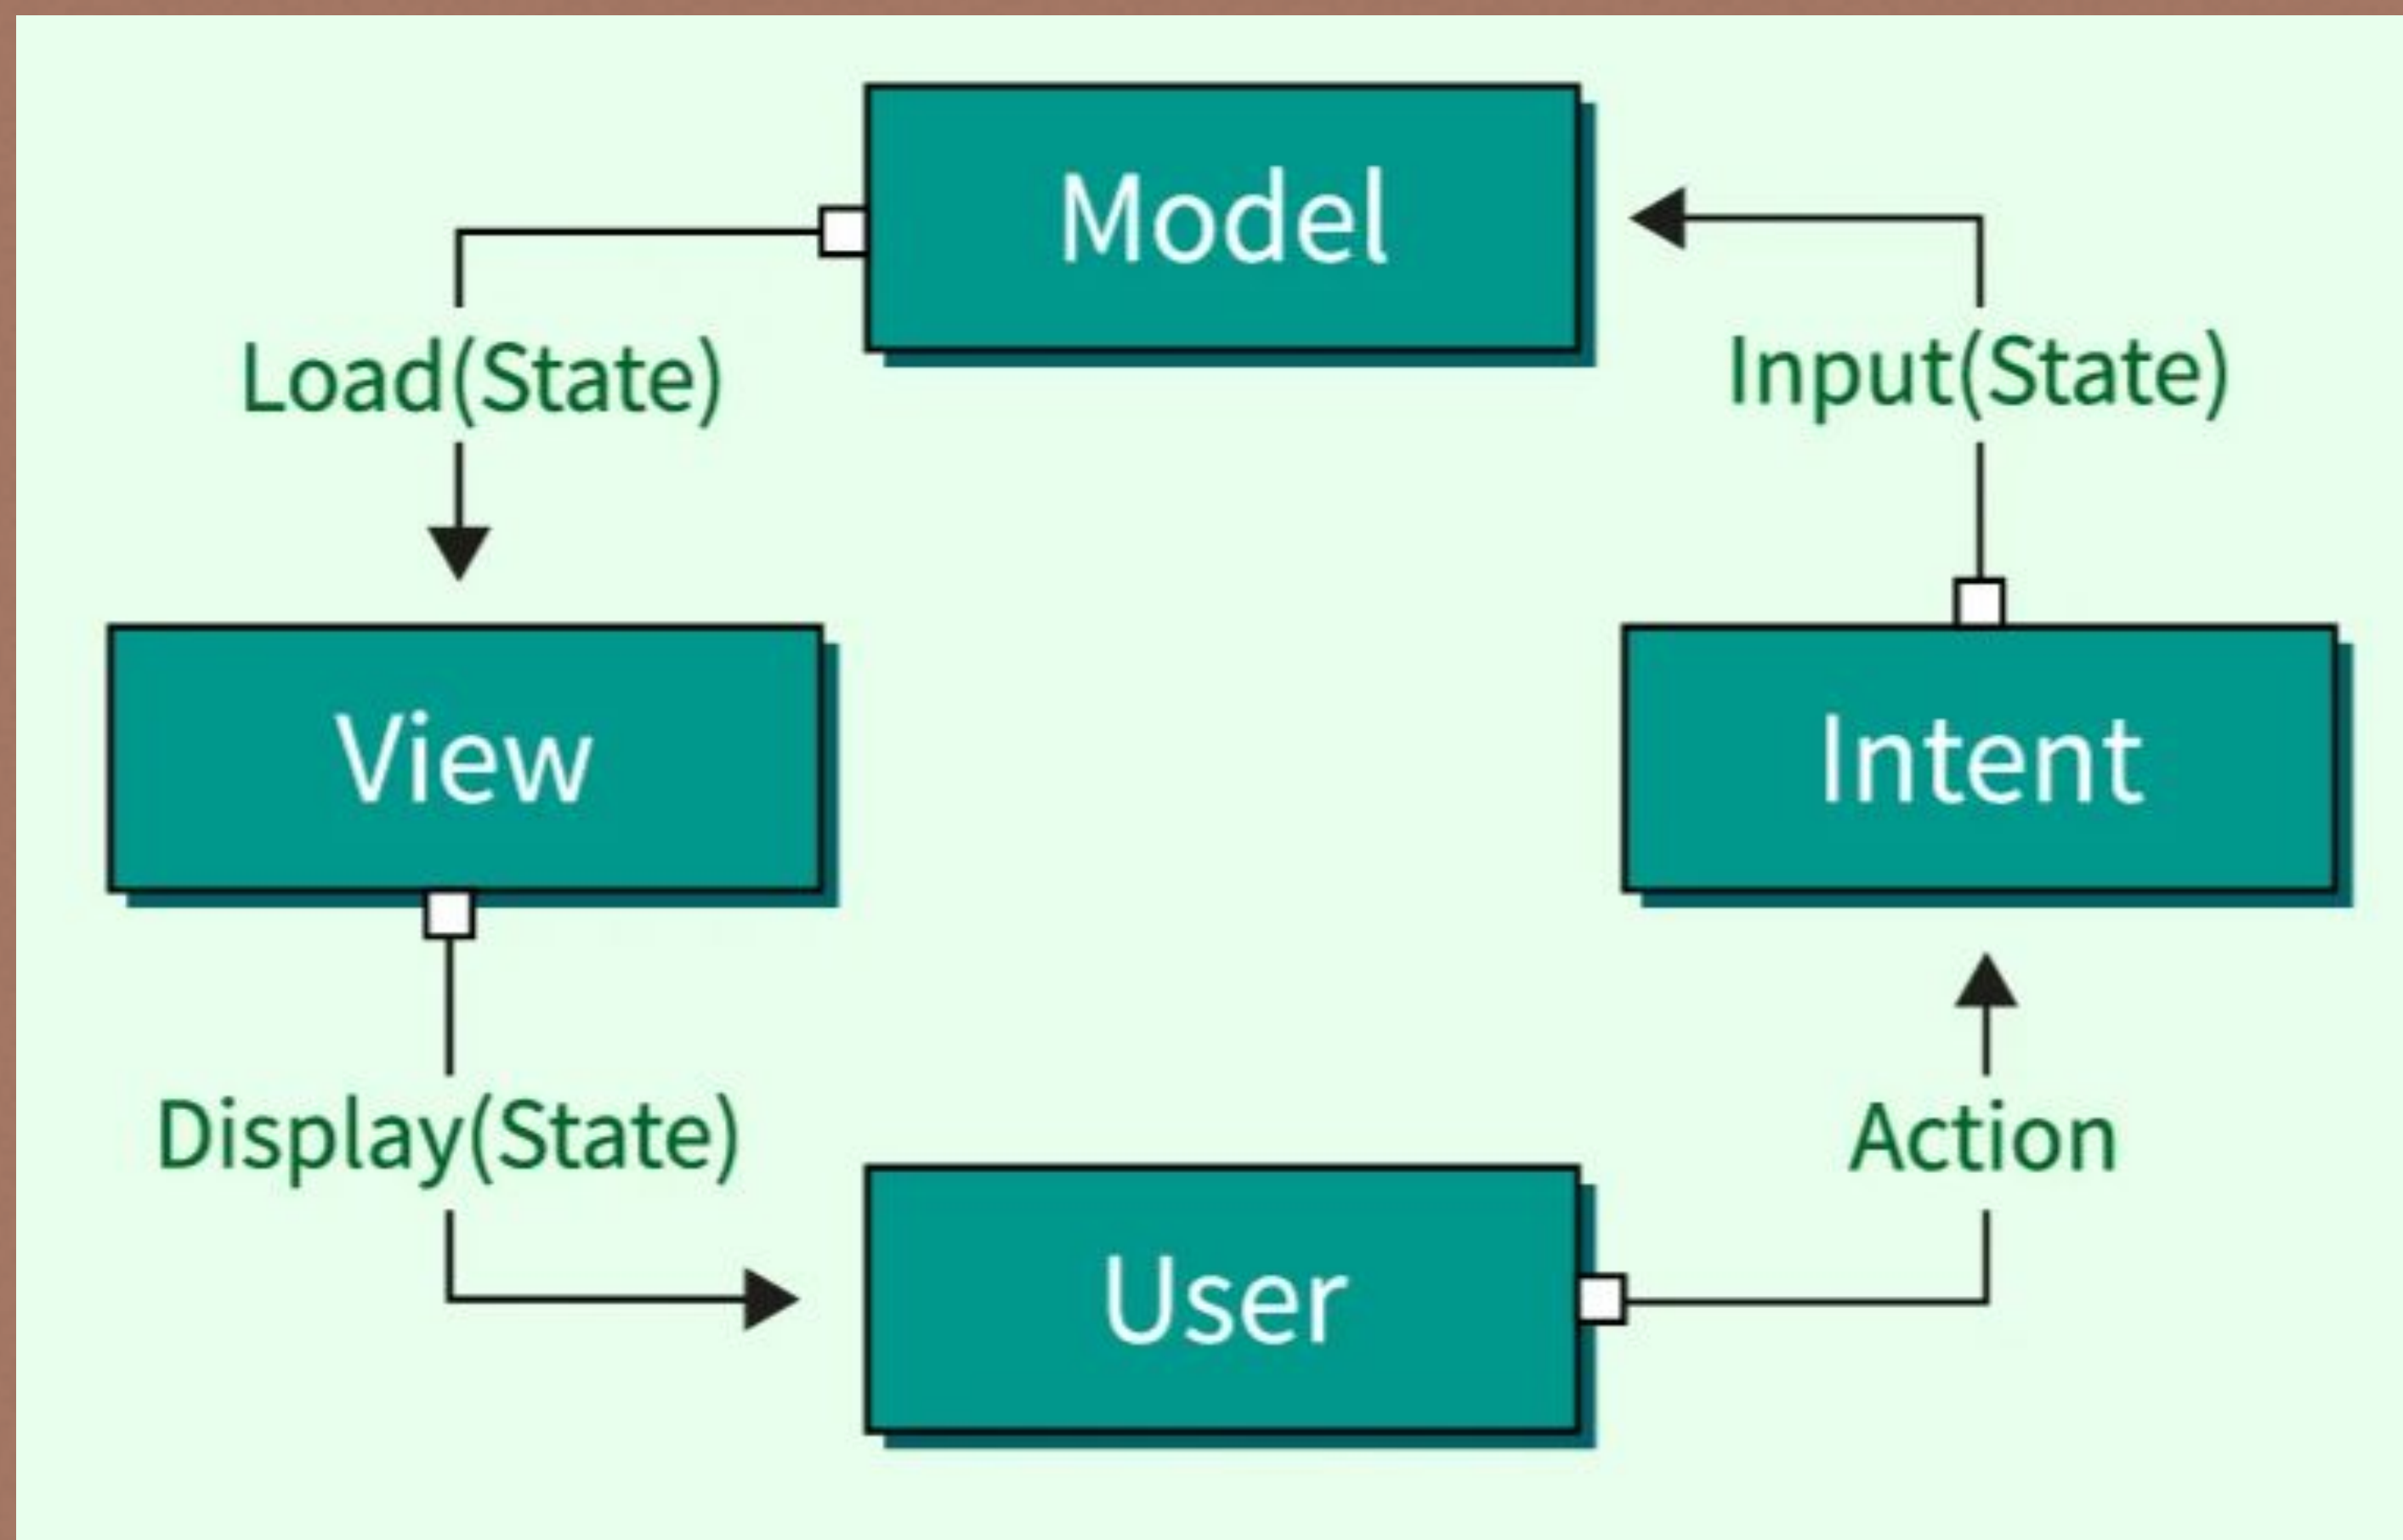 Model
Load(State)
Input(State)
View
Intent
Display(State)
Action
User